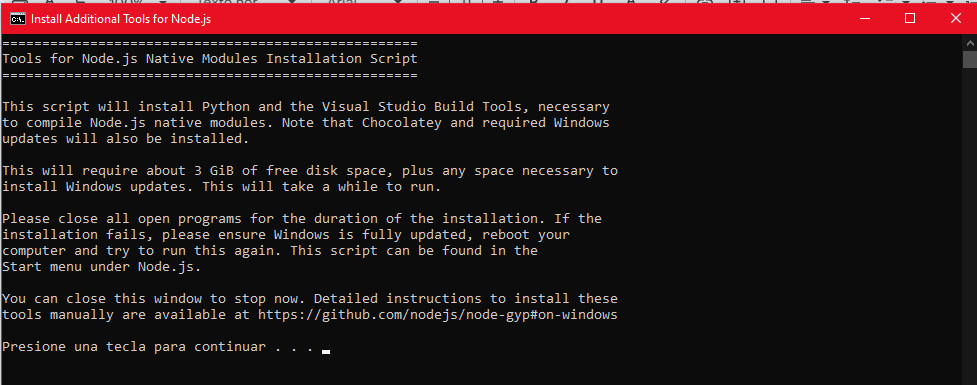 100%
Install Additional Tools for Node.js
====================================================
Tools for Node.js Native Modules Installation Script
====================================================
This script will install Python and the Visual Studio Build Tools, necessary
to compile Node.js native modules. Note that Chocolatey and required Windows
updates will also be installed.
This will require about 3 GiB of free disk space, plus any space necessary to
install Windows updates. This will take a while to run.
Please close all open programs for the duration of the installation. If the
installation fails, please ensure Windows is fully updated, reboot your
computer and try to run this again. This script can be found in the
Start menu under Node.js.
You can close this window to stop now. Detailed instructions to install these
tools manually are available at https://github.com/nodejs/node-gyp#on-windows
Presione una tecla para continuar . . .